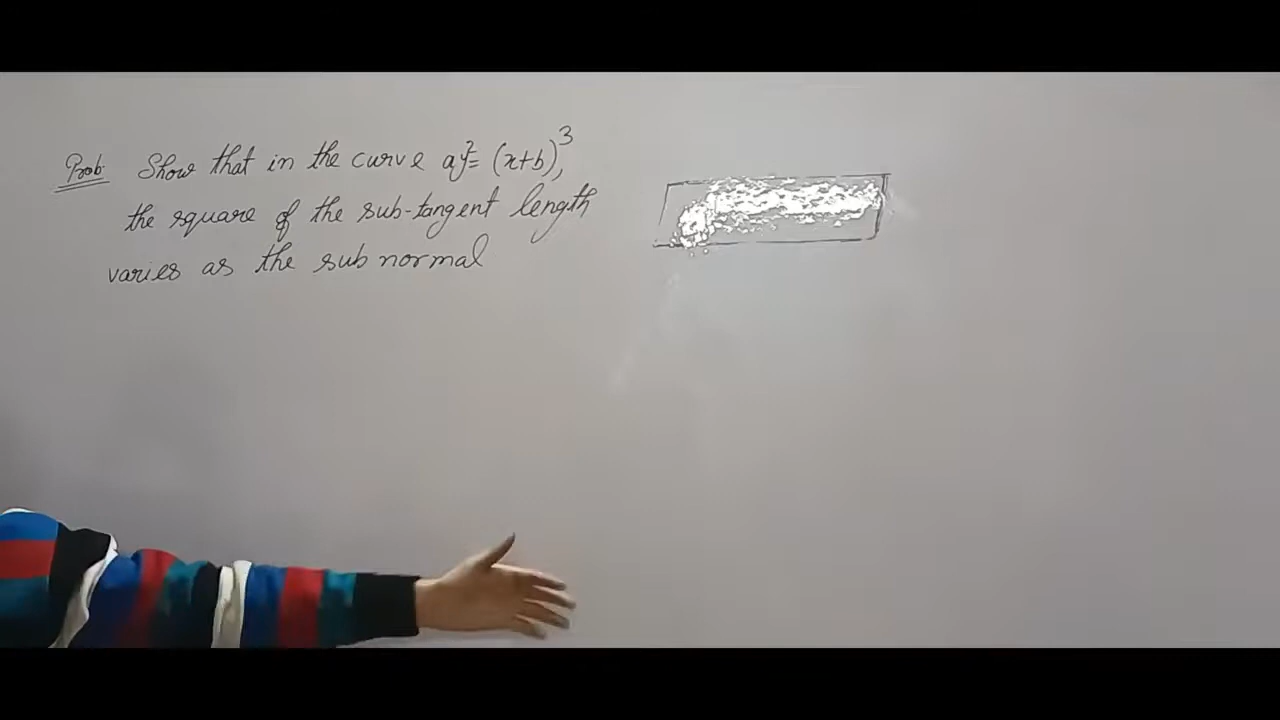 Prob. Show that in the curve ay² = (x+b)³,
the square of the sub-tangent length
varies as the sub normal